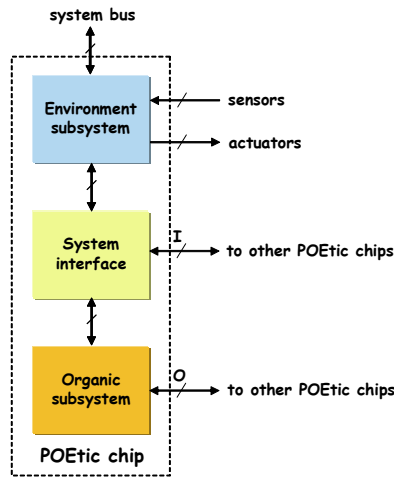 system bus
Environment
subsystem
sensors
actuators
System
interface
I
to other POEtic chips
Organic
subsystem
O
to other POEtic chips
POEtic chip